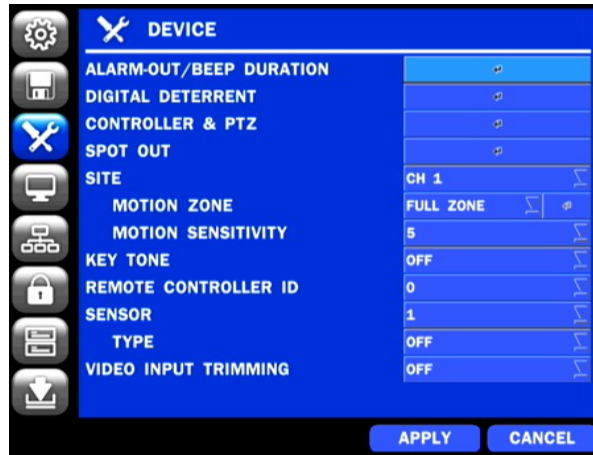 DEVICE
ALARM-OUT/BEEP DURATION
DIGITAL DETERRENT
CONTROLLER & PTZ
SPOT OUT
SITE CH 1
MOTION ZONE FULL ZONE
MOTION SENSITIVITY 5
KEY TONE OFF
REMOTE CONTROLLER ID 0
SENSOR 1
TYPE OFF
VIDEO INPUT TRIMMING OFF
APPLY CANCEL